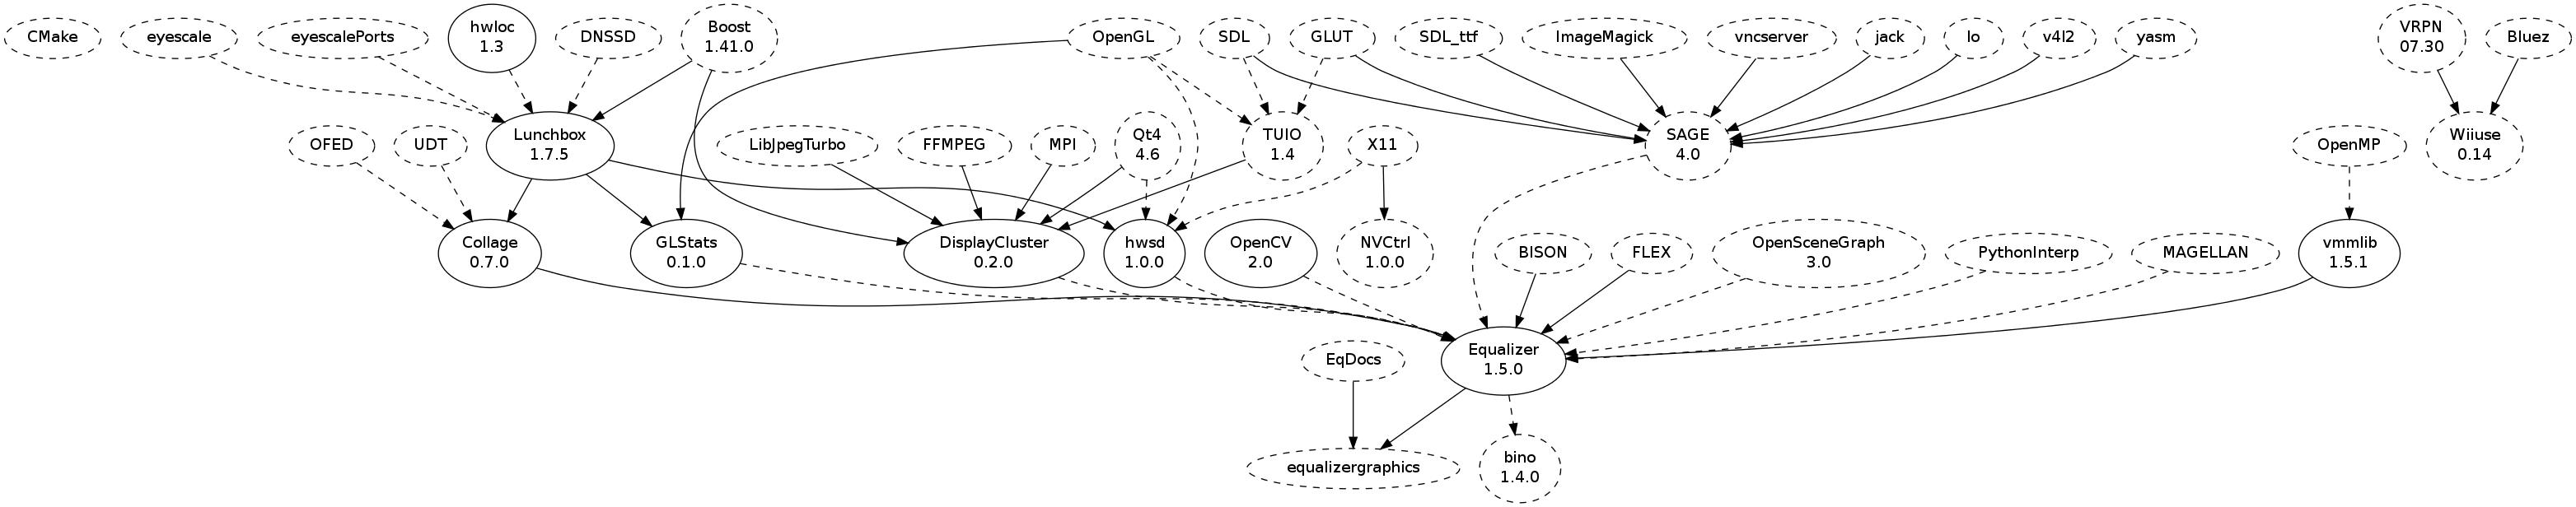 CMake
eyescale
eyescalePorts
hwloc
1.3
DNSSD
Boost
1.41.0
OpenGL
SDL
GLUT
SDL_ttf
ImageMagick
vncserver
jack
lo
v4l2
yasm
VRPN
07.30
Bluez
OFED
UDT
Lunchbox
1.7.5
LibJpegTurbo
FFMPEG
MPI
Qt4
4.6
TUIO
1.4
X11
SAGE
4.0
OpenMP
Wiiuse
0.14
Collage
0.7.0
GLStats
0.1.0
DisplayCluster
0.2.0
hwsd
1.0.0
OpenCV
2.0
NVCtrl
1.0.0
BISON
FLEX
OpenSceneGraph
3.0
PythonInterp
MAGELLAN
vmmlib
1.5.1
EqDocs
Equalizer
1.5.0
equalizergraphics
bino
1.4.0